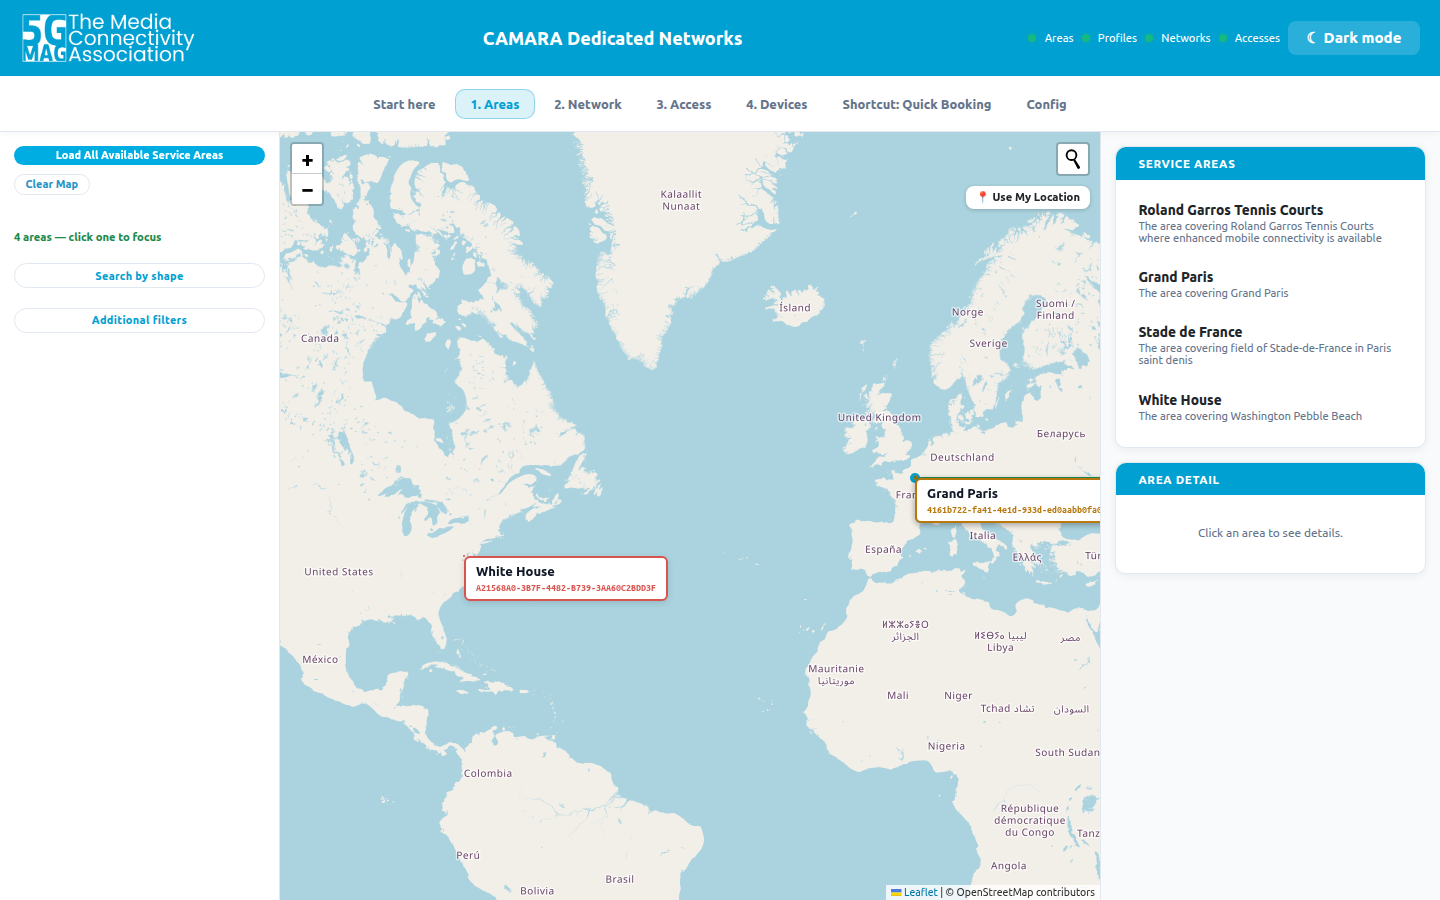 5G MAG
The Media
Connectivity
Association
CAMARA Dedicated Networks
Areas
Profiles
Networks
Accesses
Dark mode
Start here
1. Areas
2. Network
3. Access
4. Devices
Shortcut: Quick Booking
Config
Load All Available Service Areas
Clear Map
4 areas — click one to focus
Search by shape
Additional filters
+
−
Use My Location
Kalaallit
Nunaat
Ísland
Norge
Suomi /
Finland
Sverige
Canada
United Kingdom
Беларусь
Deutschland
Grand Paris
España
Italia
Ελλάς
White House
A21568A0-3B7F-4482-B739-3AA60C2BDD3F
United States
México
ⵍⵣⵣⴰⵢⴻⵔ
الجزائر
ⵍⵉⴱⵢⴰ ليبيا
Libya
مصر
Mauritanie
موريتانيا
Mali
Niger
Tchad تشاد
السودان
Nigeria
South Sudan
Colombia
République
démocratique
du Congo
Perú
Brasil
Bolivia
Angola
Leaflet | © OpenStreetMap contributors
SERVICE AREAS
Roland Garros Tennis Courts
The area covering Roland Garros Tennis Courts
where enhanced mobile connectivity is available
Grand Paris
The area covering Grand Paris
Stade de France
The area covering field of Stade-de-France in Paris
saint denis
White House
The area covering Washington Pebble Beach
AREA DETAIL
Click an area to see details.